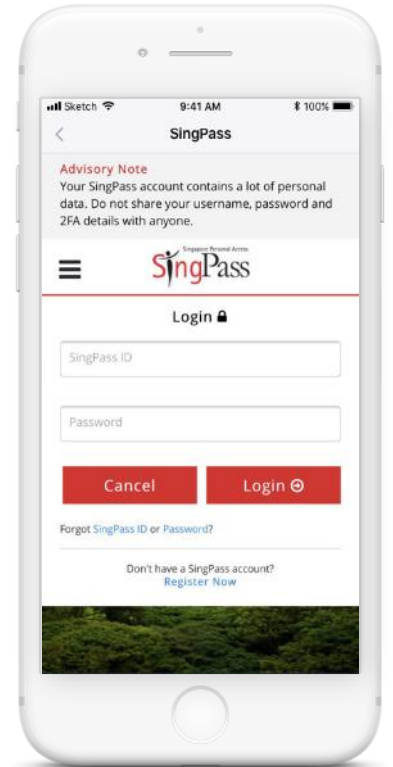 Sketch 9:41 AM 100%
SingPass
Advisory Note
Your SingPass account contains a lot of personal
data. Do not share your username, password and
2FA details with anyone.
Singapore Personal Access
SingPass
Login
SingPass ID
Password
Cancel Login
Forgot SingPass ID or Password?
Don't have a SingPass account?
Register Now